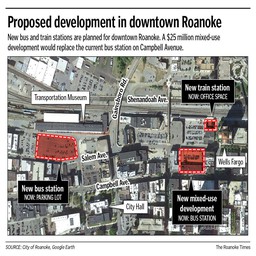 Proposed development in downtown Roanoke
New bus and train stations are planned for downtown Roanoke. A $25 million mixed-use
development would replace the current bus station on Campbell Avenue.
Transportation Museum
Gainsboro Rd.
Shenandoah Ave.
New train
station
NOW: OFFICE
SPACE
Salem Ave.
Wells Fargo
Campbell Ave.
New bus station
NOW: PARKING LOT
City Hall
New mixed-use
development
NOW: BUS STATION
SOURCE: City of Roanoke, Google Earth
The Roanoke Times